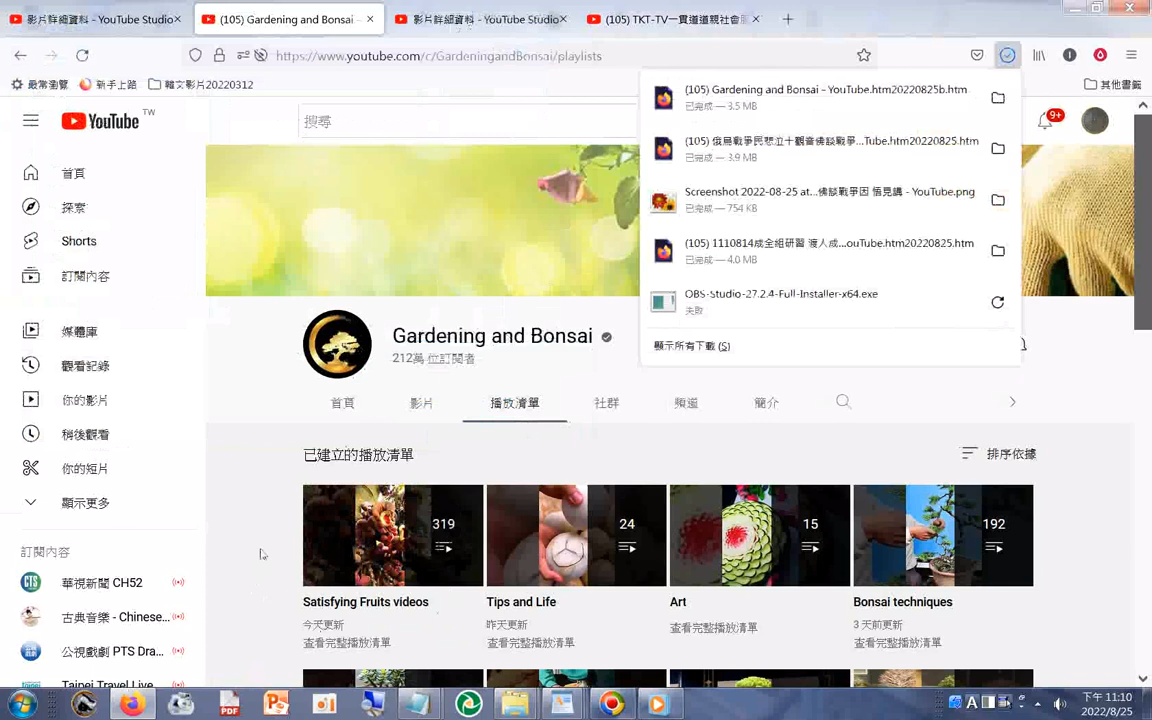 影片詳細資料 - YouTube Studio
(105) Gardening and Bonsai -
影片詳細資料 - YouTube Studio
(105) TKT-TV一貫道道親社會
https://www.youtube.com/c/GardeningandBonsai/playlists
最常瀏覽
新手上路
韓文影片20220312
其他書籤
(105) Gardening and Bonsai – YouTube.htm20220825b.htm
已完成 — 3.5 MB
(105) 俄烏戰爭民悲泣十觀音佛談戰爭...Tube.htm20220825.htm
已完成 — 3.9 MB
Screenshot 2022-08-25 at...佛談戰爭因 悟見講 - YouTube.png
已完成 — 754 KB
(105) 1110814成全組研習 渡人成...ouTube.htm20220825.htm
已完成 — 4.0 MB
OBS-Studio-27.2.4-Full-Installer-x64.exe
失敗
顯示所有下載 (S)
YouTube TW
搜尋
9+
首頁
探索
Shorts
訂閱內容
媒體庫
觀看記錄
你的影片
稍後觀看
你的短片
顯示更多
訂閱內容
CTS 華視新聞 CH52
古典音樂 - Chinese...
公視戲劇 PTS Dra...
Taipei Travel Live
Gardening and Bonsai
212萬 位訂閱者
首頁
影片
播放清單
社群
頻道
簡介
已建立的播放清單
排序依據
319
24
15
192
Satisfying Fruits videos
Tips and Life
Art
Bonsai techniques
今天更新
昨天更新
查看完整播放清單
3 天前更新
查看完整播放清單
查看完整播放清單
查看完整播放清單
PDF
A
下午 11:10
2022/8/25